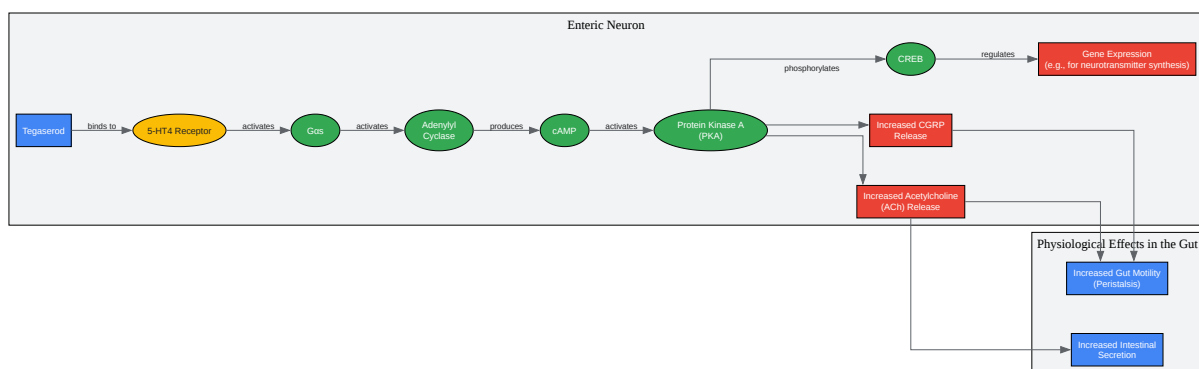 Enteric Neuron
CREB
regulates
Gene Expression
(e.g., for neurotransmitter synthesis)
phosphorylates
Tegaserod
binds to
5-HT4 Receptor
activates
Gαs
activates
Adenylyl
Cyclase
produces
cAMP
activates
Protein Kinase A
(PKA)
Increased CGRP
Release
Increased Acetylcholine
(ACh) Release
Physiological Effects in the Gut
Increased Gut Motility
(Peristalsis)
Increased Intestinal
Secretion